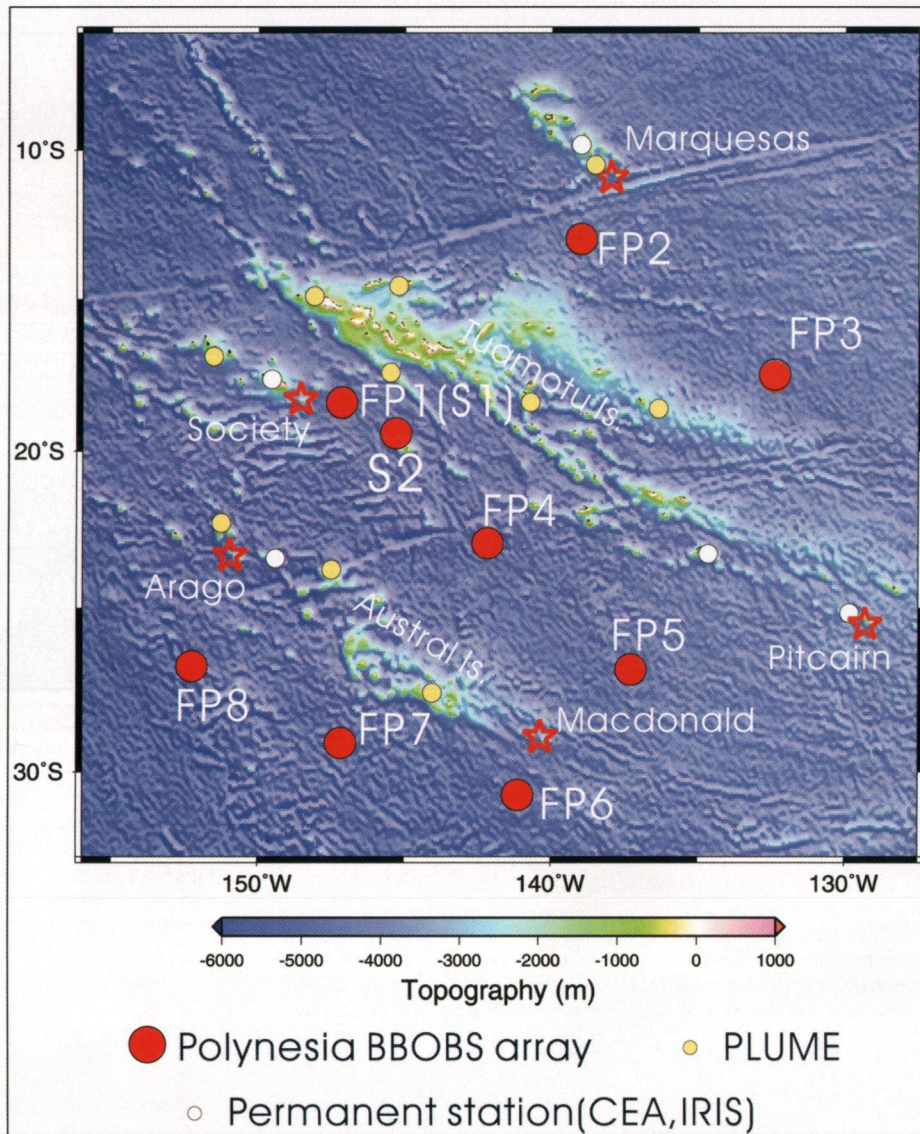 10°S
Marquesas
FP2
FP3
Tuamotu Is.
FP1(S1)
Society
20°S
S2
FP4
Arago
Austral Is.
FP5
Pitcairn
FP8
FP7
Macdonald
30°S
FP6
150°W 140°W 130°W
-6000 -5000 -4000 -3000 -2000 -1000 0 1000
Topography (m)
Polynesia BBOBS array PLUME
Permanent station(CEA,IRIS)